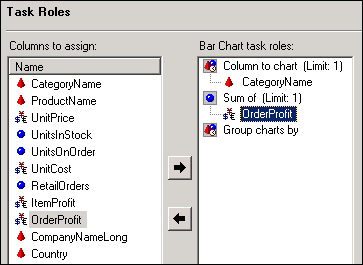 Task Roles
Columns to assign:
Name
CategoryName
ProductName
UnitPrice
UnitsInStock
UnitsOnOrder
UnitCost
RetailOrders
ItemProfit
OrderProfit
CompanyNameLong
Country
Bar Chart task roles:
Column to chart (Limit: 1)
CategoryName
Sum of (Limit: 1)
OrderProfit
Group charts by